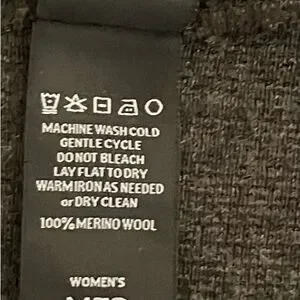 MACHINE WASH COLD
GENTLE CYCLE
DO NOT BLEACH
LAY FLAT TO DRY
WARM IRON AS NEEDED
or DRY CLEAN
100% MERINO WOOL
WOMEN'S